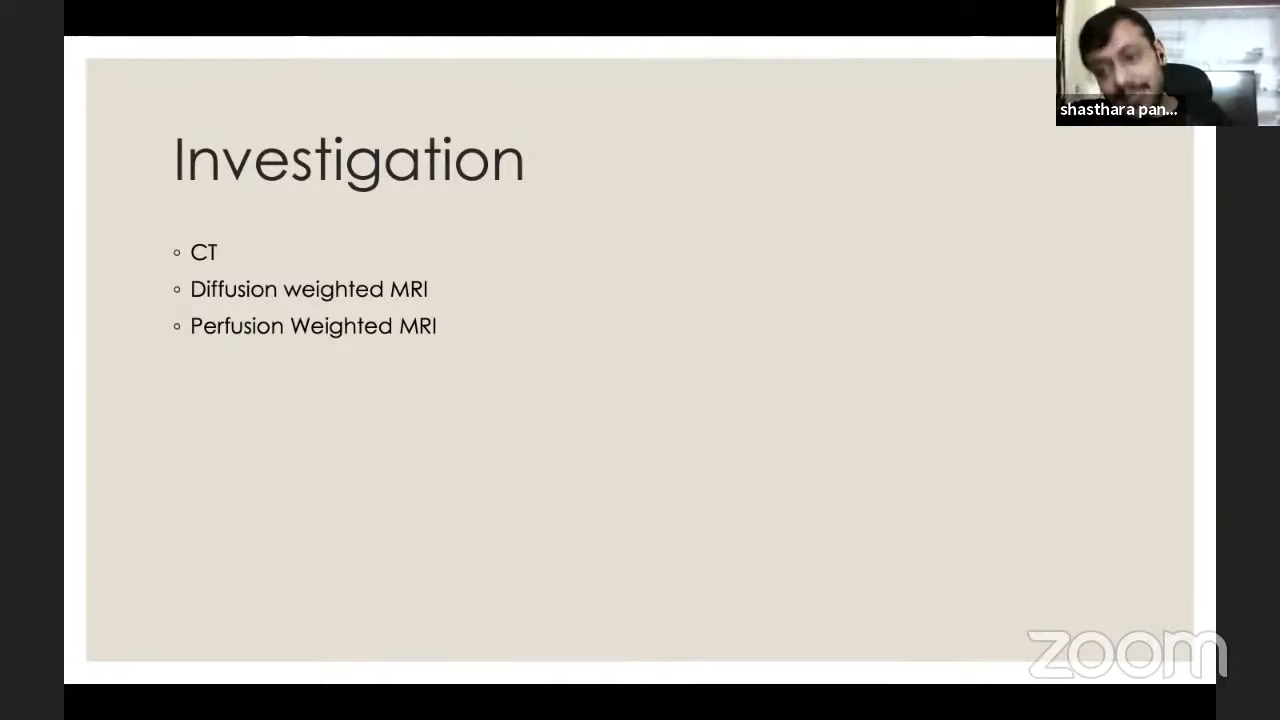 shasthara pan...
Investigation
◦ CT
◦ Diffusion weighted MRI
◦ Perfusion Weighted MRI
zoom